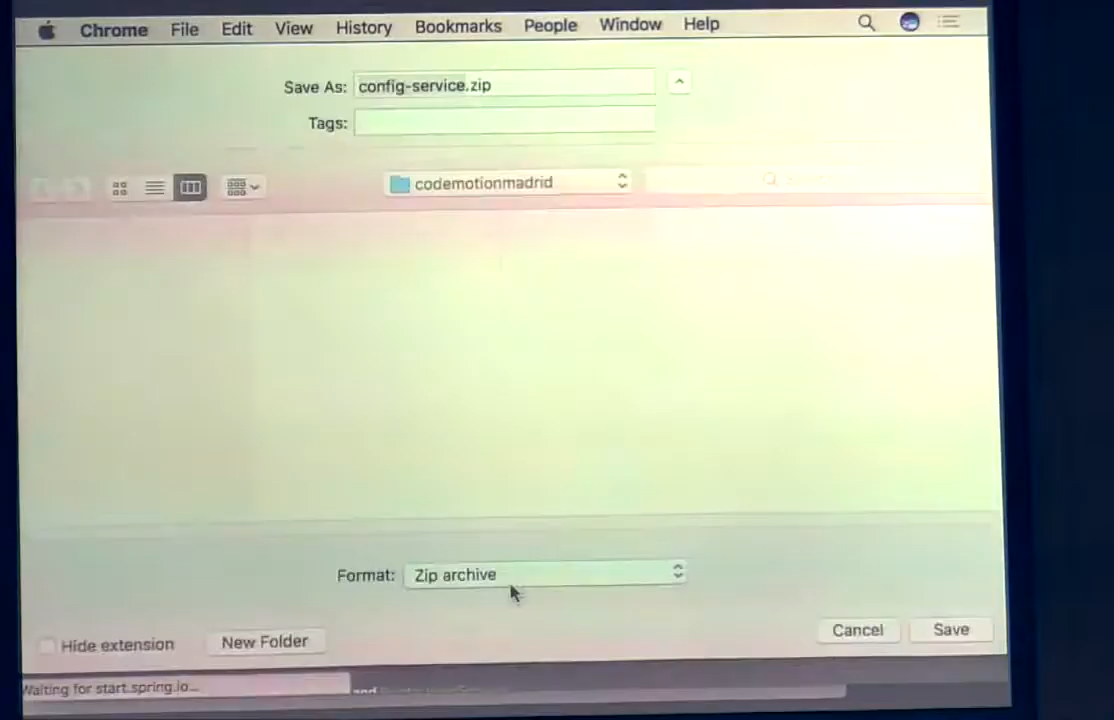 Chrome File Edit View History Bookmarks People Window Help
Save As: config-service.zip
Tags:
codemotionmadrid
Format: Zip archive
Hide extension New Folder Cancel Save
Waiting for start.spring.io...
and